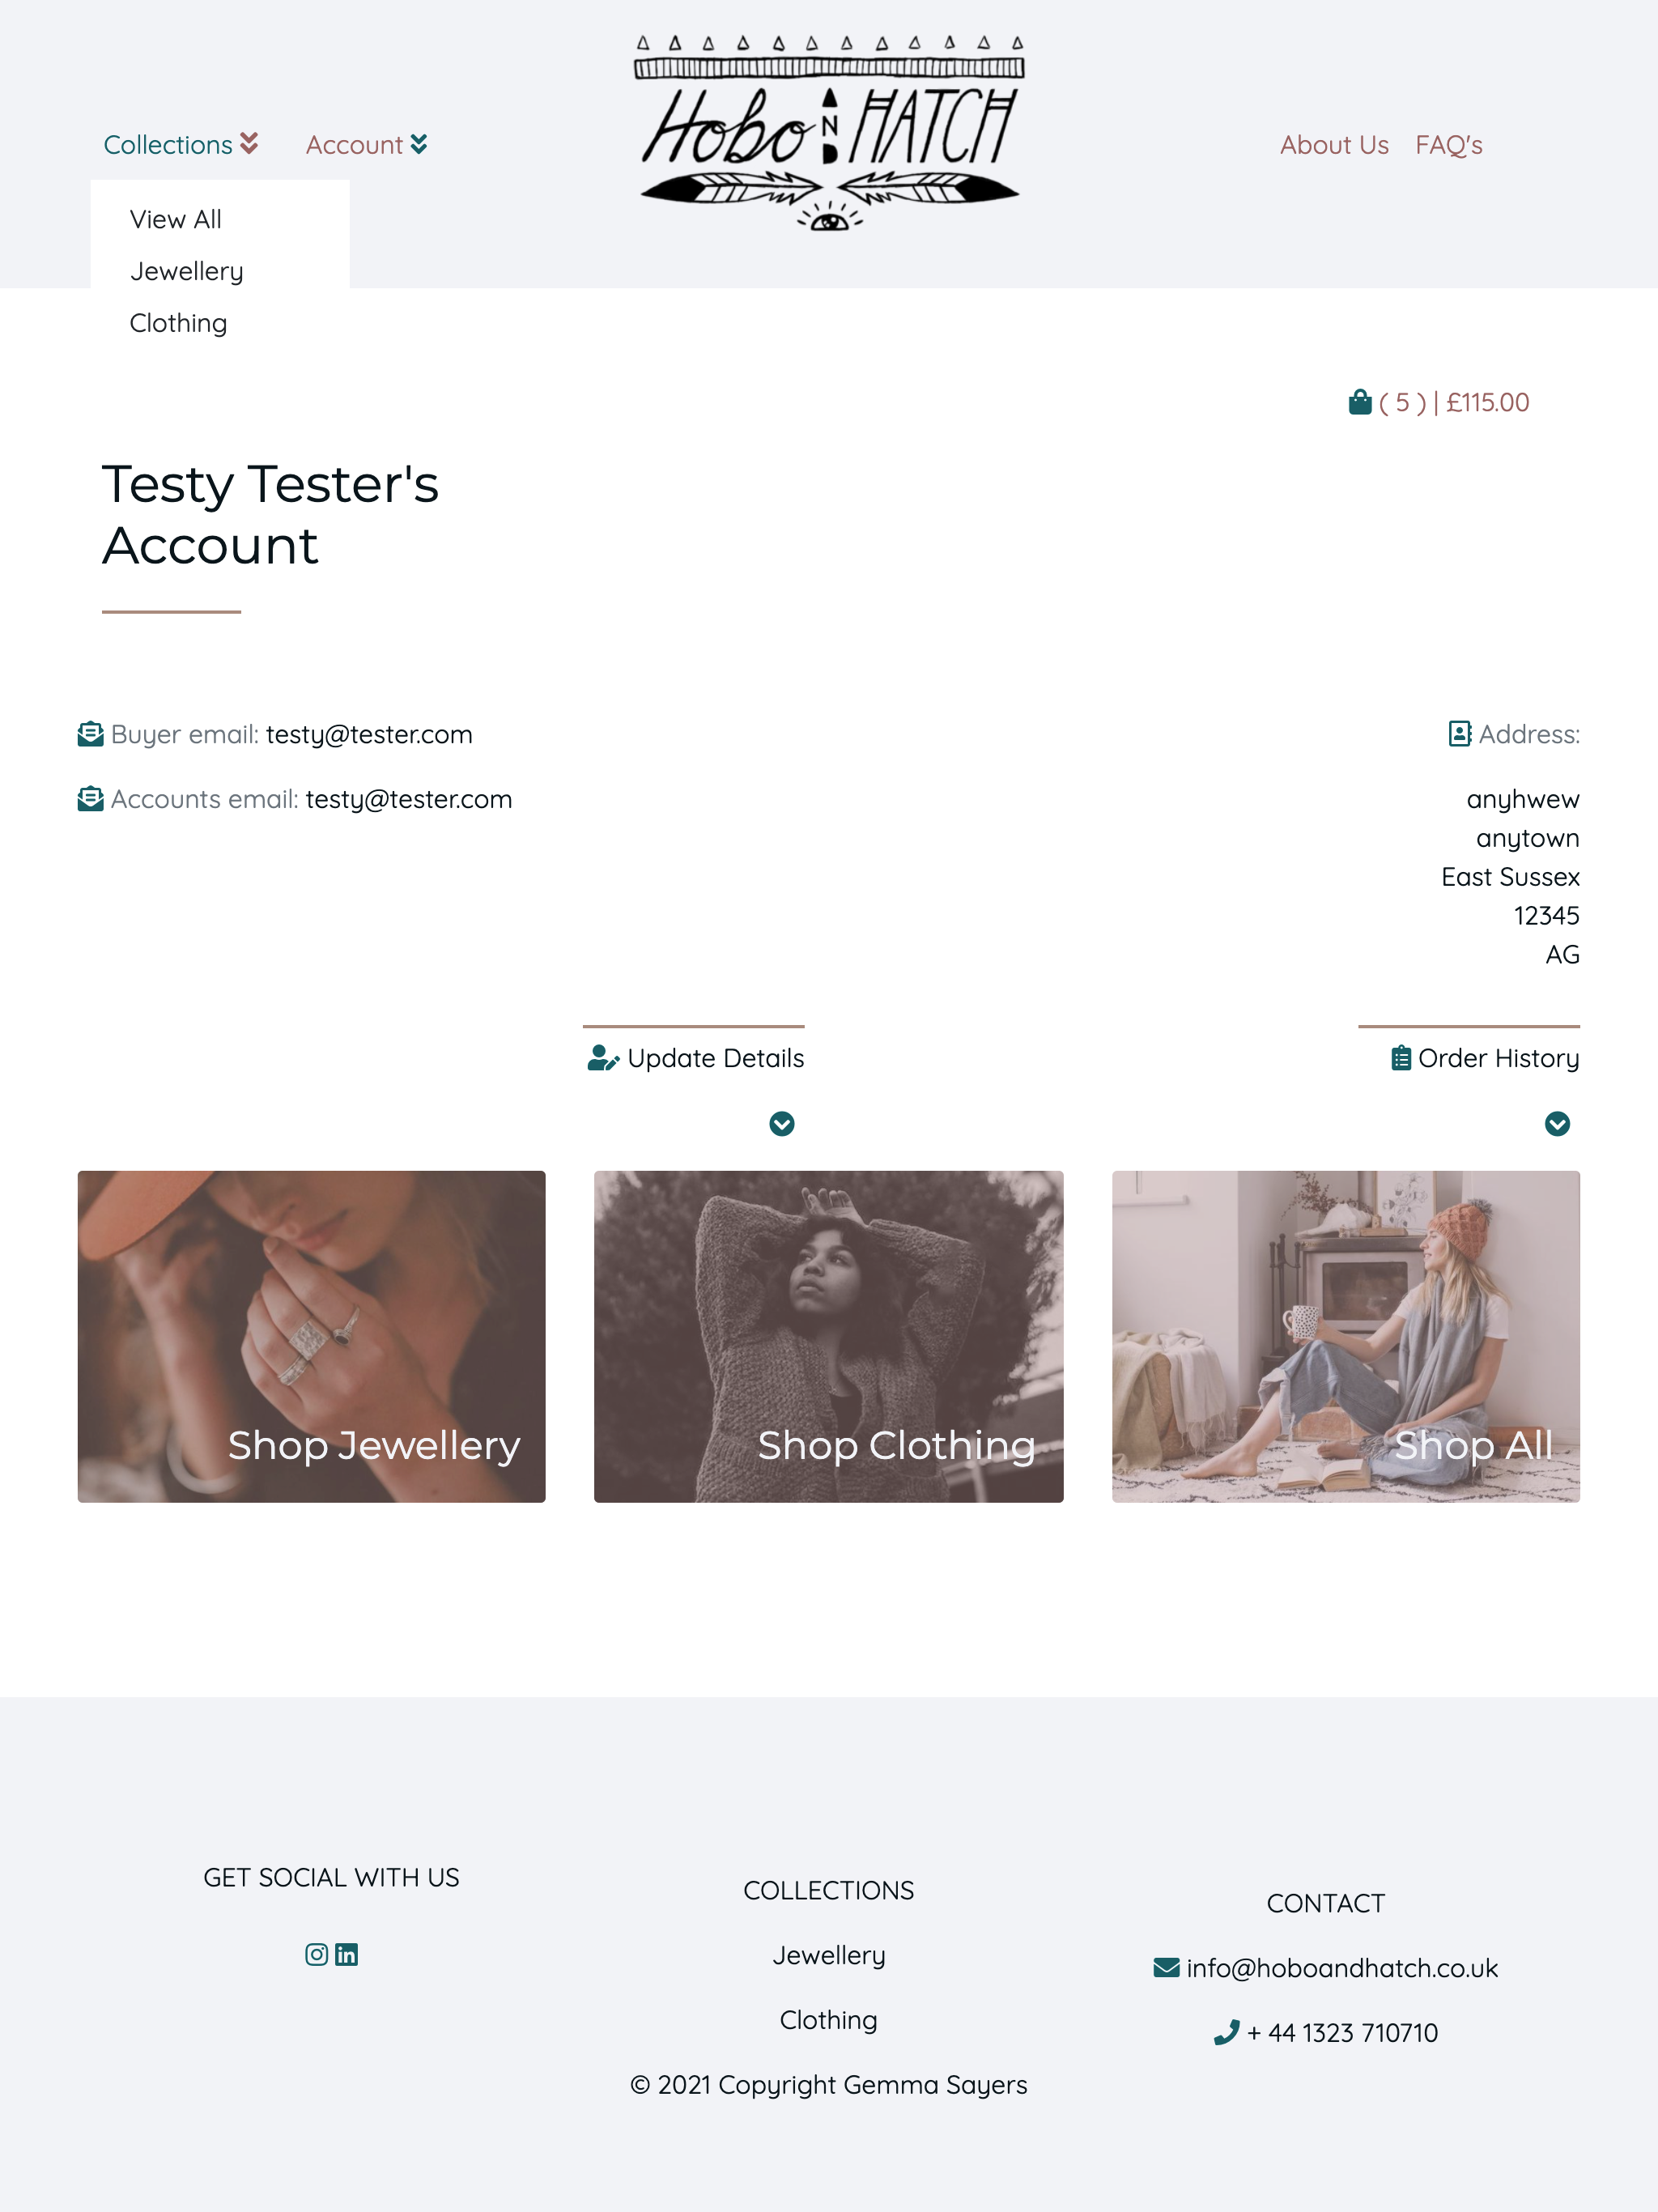 Hobo AND HATCH
Collections
Account
About Us
FAQ's
View All
Jewellery
Clothing
( 5 ) | £115.00
Testy Tester's
Account
Buyer email: testy@tester.com
Accounts email: testy@tester.com
Address:
anyhwew
anytown
East Sussex
12345
AG
Update Details
Order History
Shop Jewellery
Shop Clothing
Shop All
GET SOCIAL WITH US
COLLECTIONS
Jewellery
Clothing
© 2021 Copyright Gemma Sayers
CONTACT
info@hoboandhatch.co.uk
+ 44 1323 710710